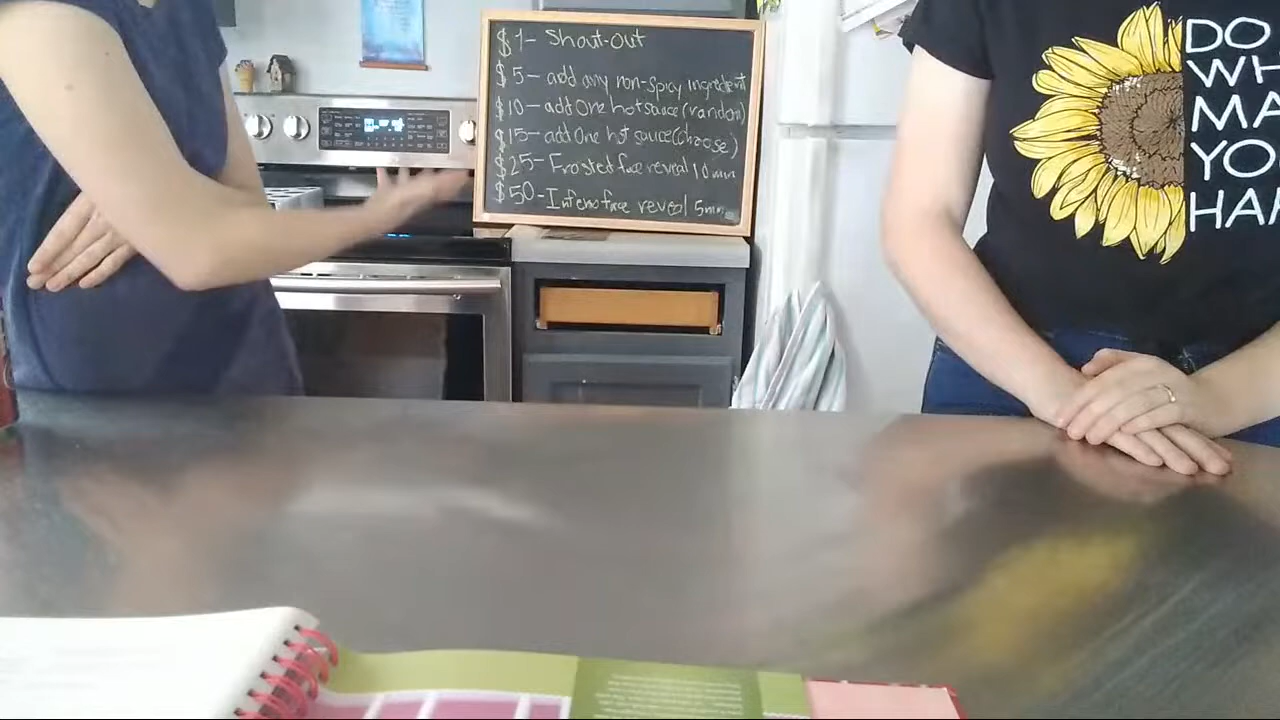 $1- Shout-out
$5- add any non-spicy ingredient
$10- add one hot sauce (random)
$15- add one hot sauce (choose)
$25- Frosted face reveal 10 min
$50- Inferno face reveal 5 min
DO
WH
MA
YO
HAP